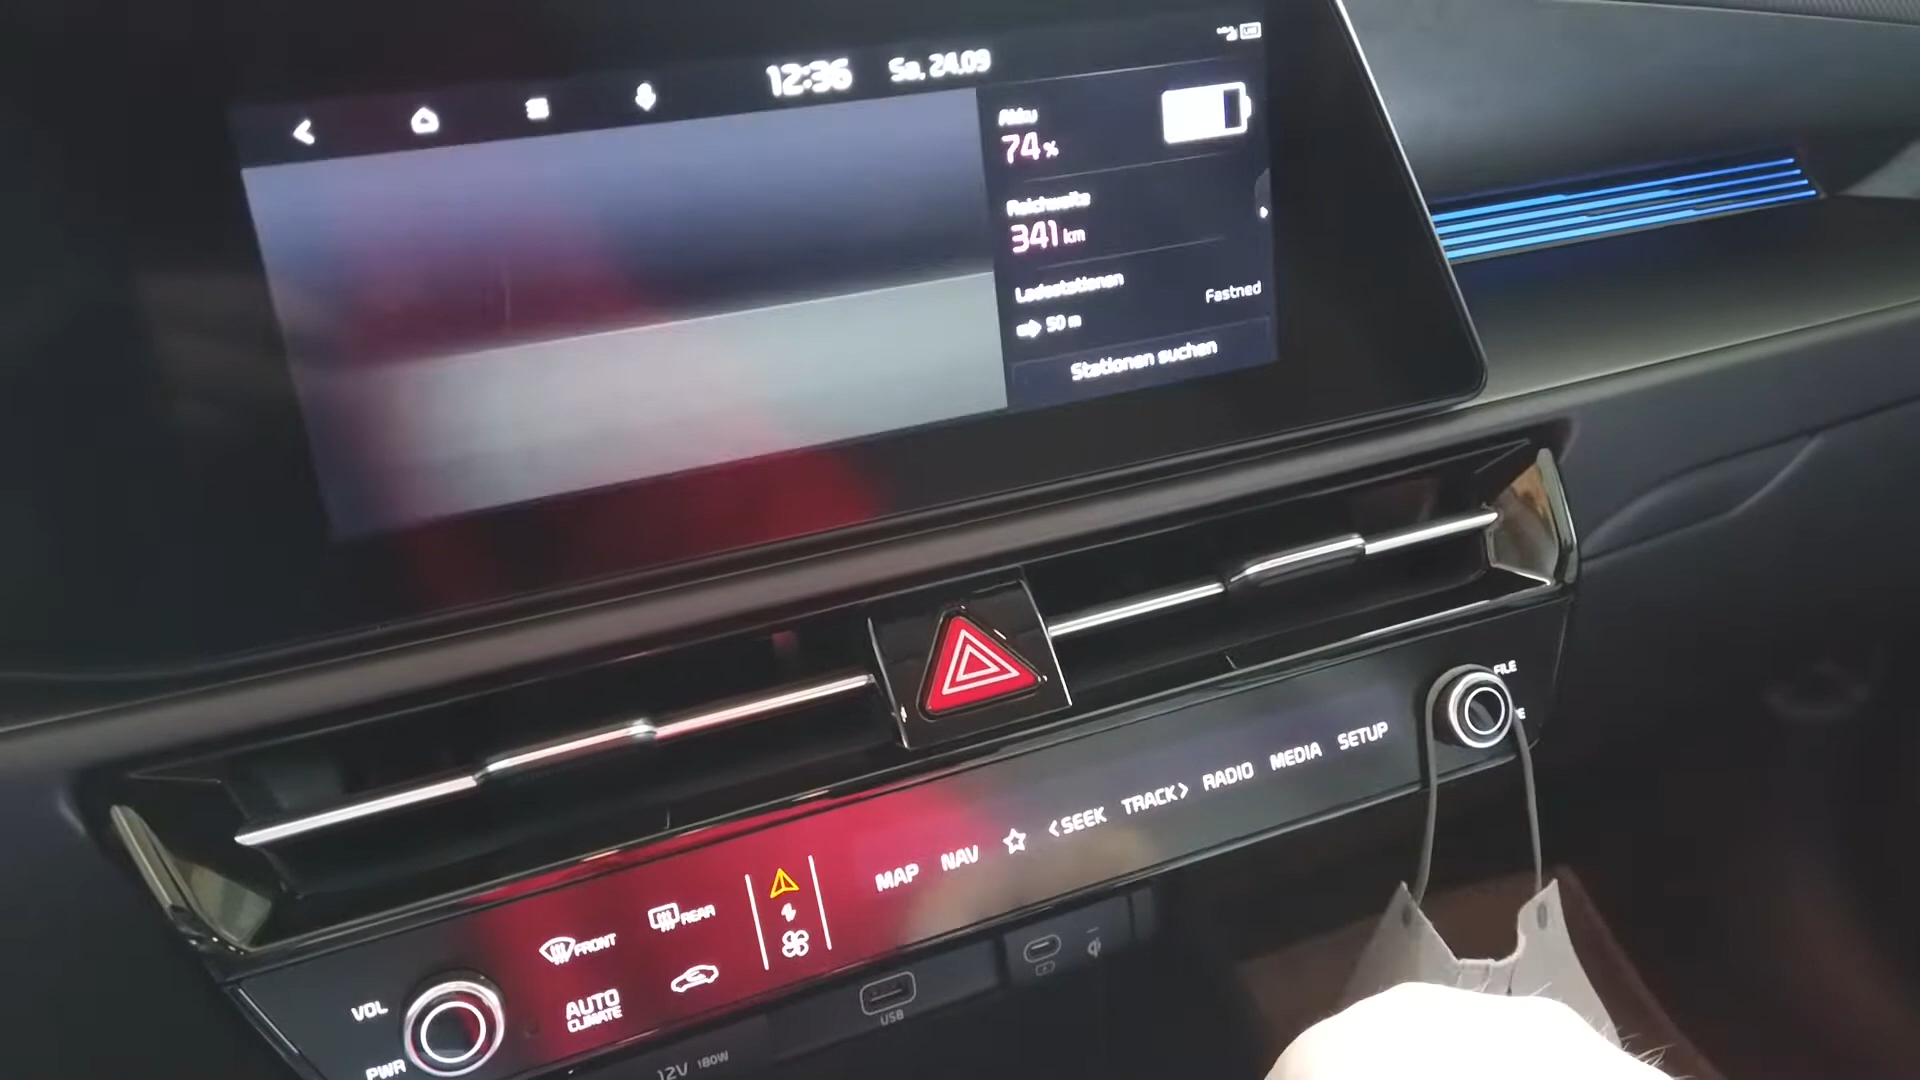 12:36 Sa, 24.09
Akku
74 %
Reichweite
341 km
Ladestationen
Fastned
50 m
Stationen suchen
FILE
VOL
PWR
FRONT
REAR
AUTO
CLIMATE
MAP NAV <SEEK TRACK> RADIO MEDIA SETUP
USB
12V 180W